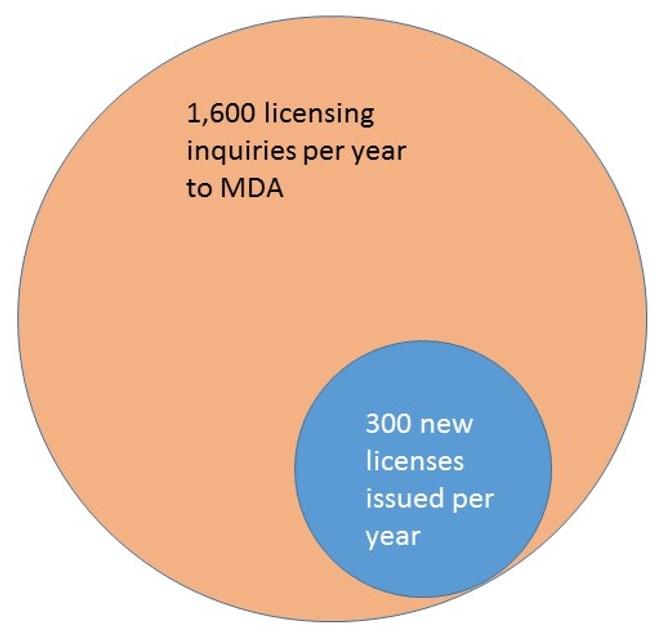 1,600 licensing
inquiries per year
to MDA
300 new
licenses
issued per
year